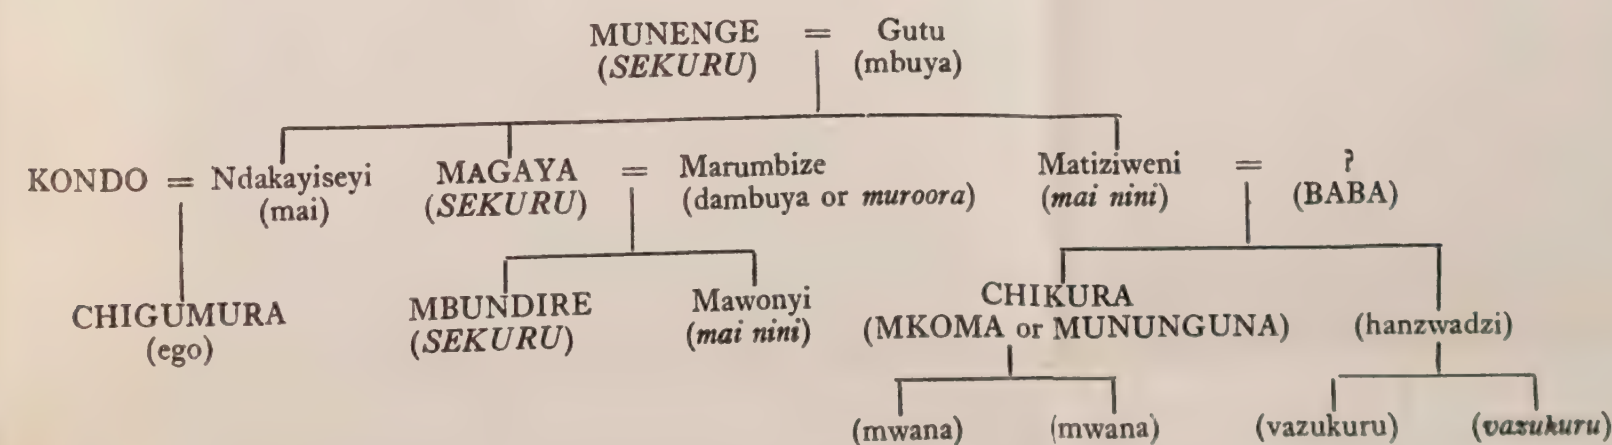 MUNENGE = Gutu
(SEKURU) (mbuya)
KONDO = Ndakayiseyi MAGAYA = Marumbize Matiziweni = ?
(mai) (SEKURU) (dambuya or muroora) (mai nini) (BABA)
CHIGUMURA MBUNDIRE Mawonyi CHIKURA
(ego) (SEKURU) (mai nini) (MKOMA or MUNUNGUNA) (hanzwadzi)
(mwana) (mwana) (vazukuru) (vazukuru)